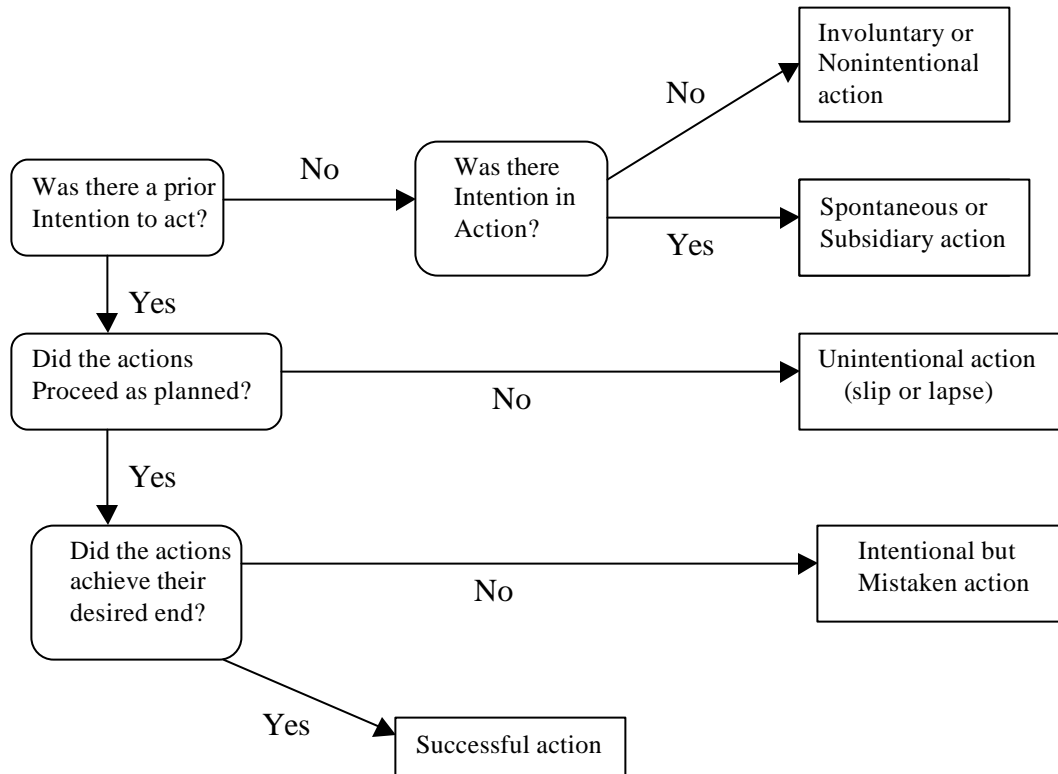 Involuntary or
Nonintentional
action
No
Was there a prior
Intention to act?
No
Was there
Intention in
Action?
Yes
Spontaneous or
Subsidiary action
Yes
Did the actions
Proceed as planned?
No
Unintentional action
(slip or lapse)
Yes
Did the actions
achieve their
desired end?
No
Intentional but
Mistaken action
Yes
Successful action